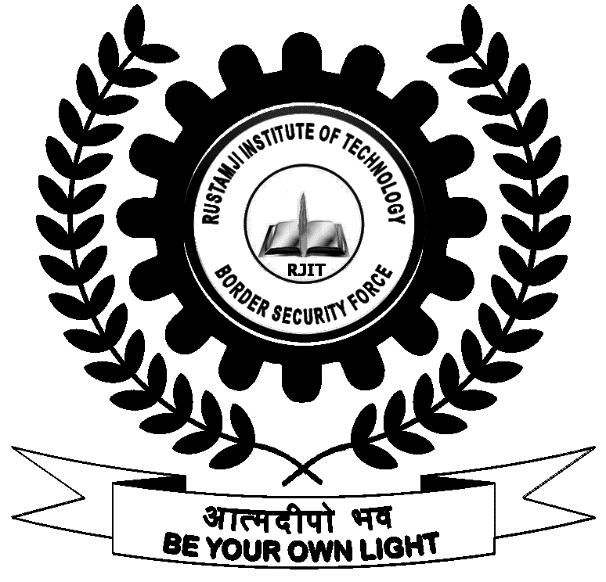 RUSTAMJI INSTITUTE OF TECHNOLOGY
RJIT
BORDER SECURITY FORCE
आत्मदीपो भव
BE YOUR OWN LIGHT